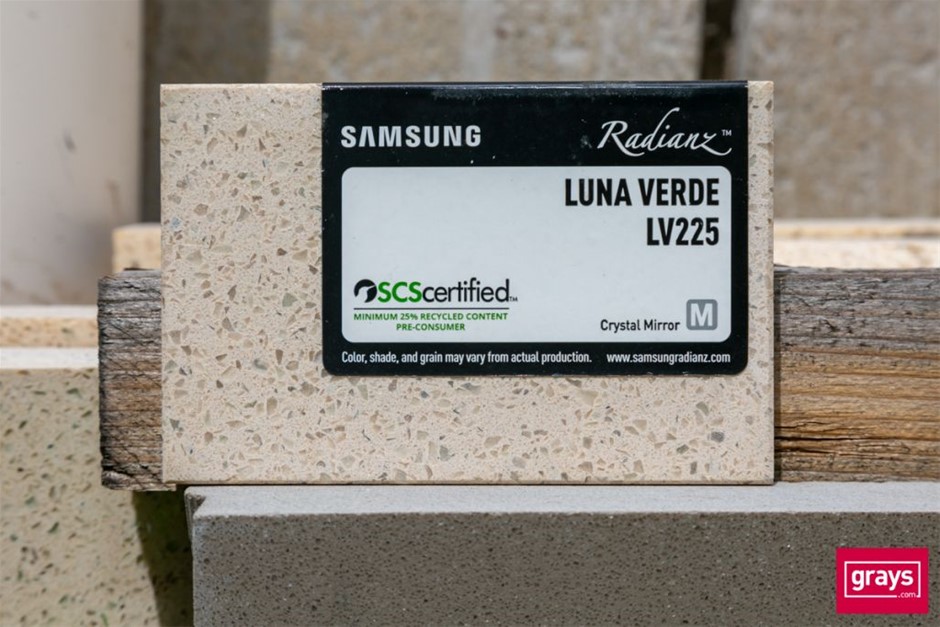 SAMSUNG
Radianz™
LUNA VERDE
LV225
SCScertified™
MINIMUM 25% RECYCLED CONTENT
PRE-CONSUMER
Crystal Mirror M
Color, shade, and grain may vary from actual production. www.samsungradianz.com
grays
.com